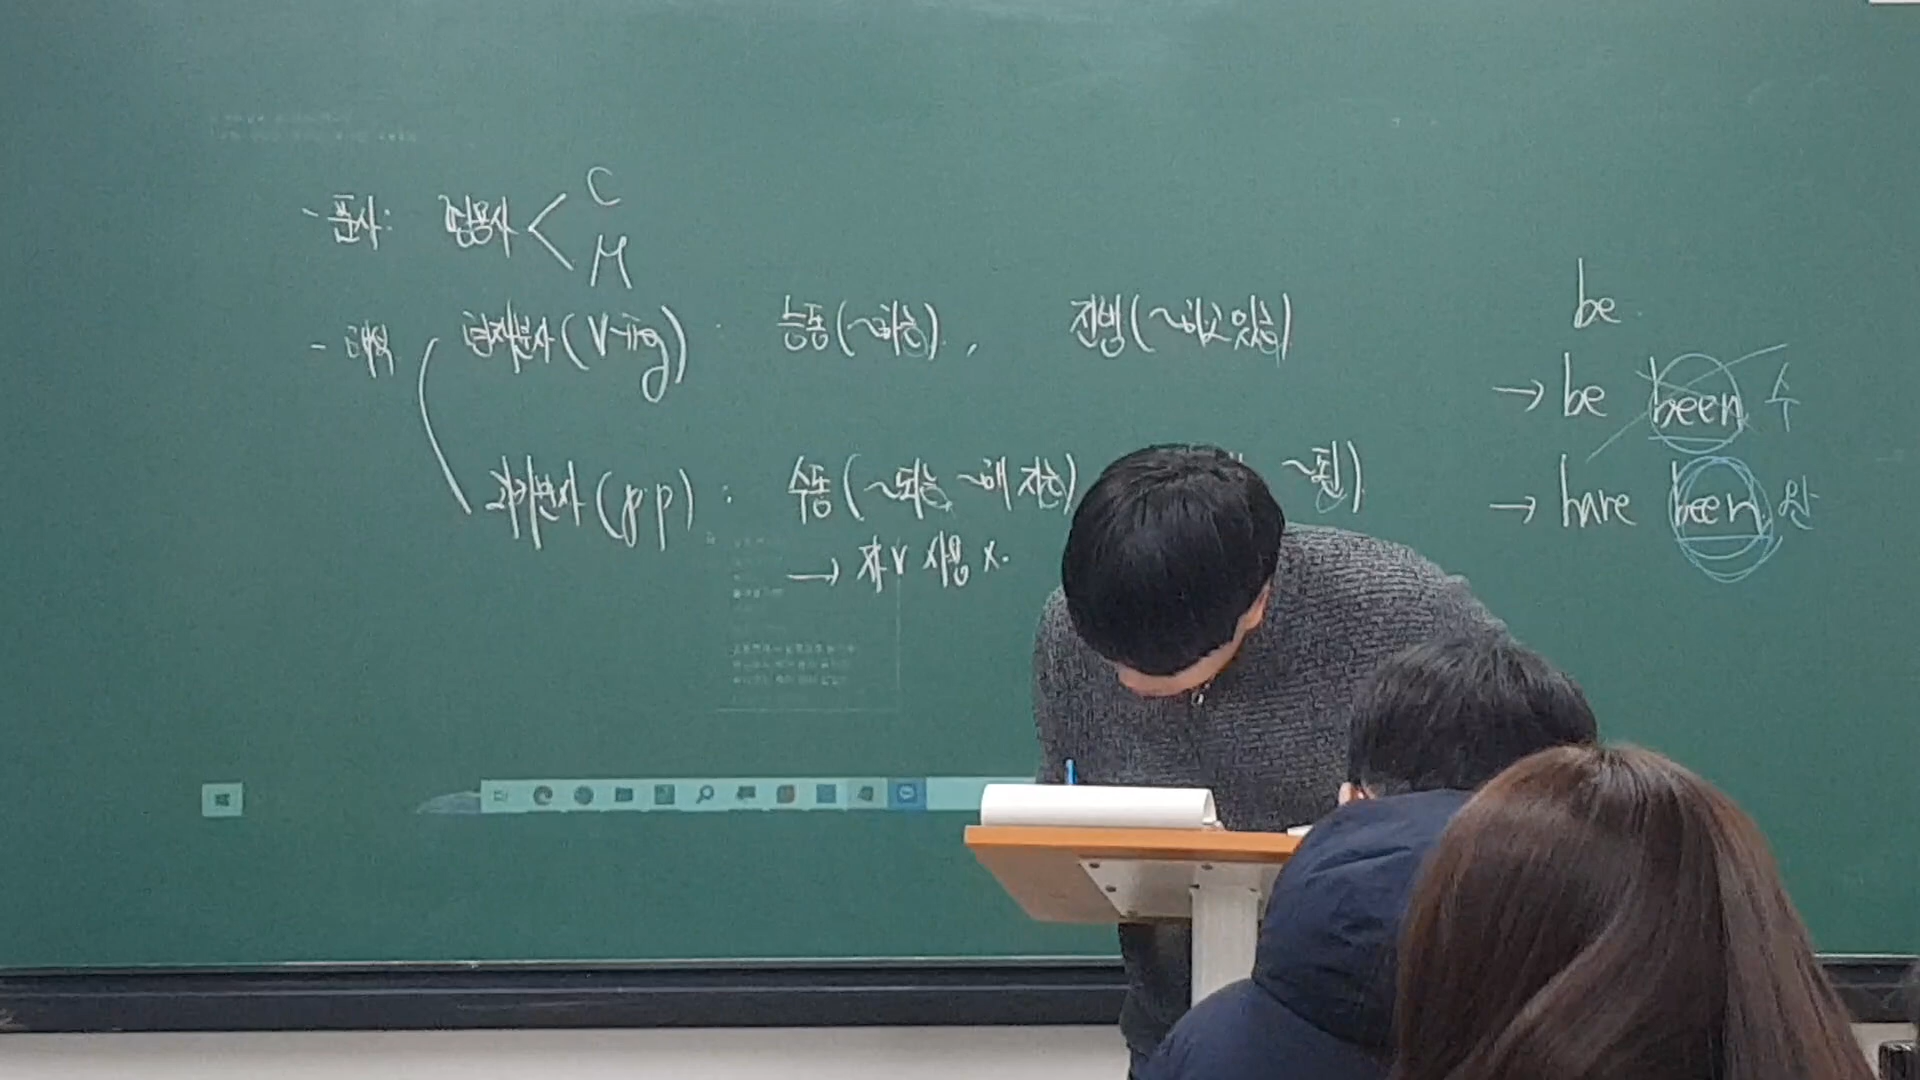 - 품사: 형용사 < C
M
- 해석 현재분사 (V-ing) : 능동(~하는), 진행(~하고 있는)
과거분사 (p.p) : 수동 (~되는 ~해 지는) ~된)
→ 자V 사용 x.
be
→ be been 수
→ have been 완